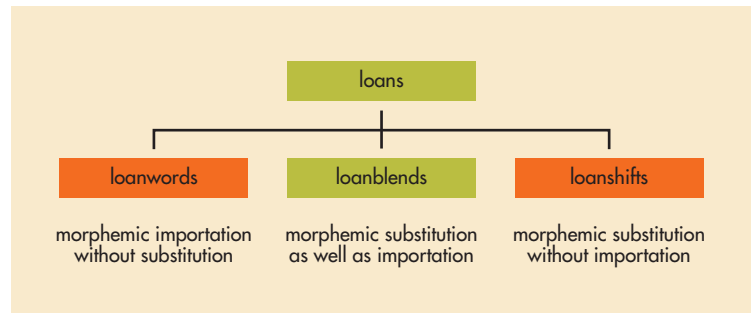 loans
loanwords
loanblends
loanshifts
morphemic importation
without substitution
morphemic substitution
as well as importation
morphemic substitution
without importation